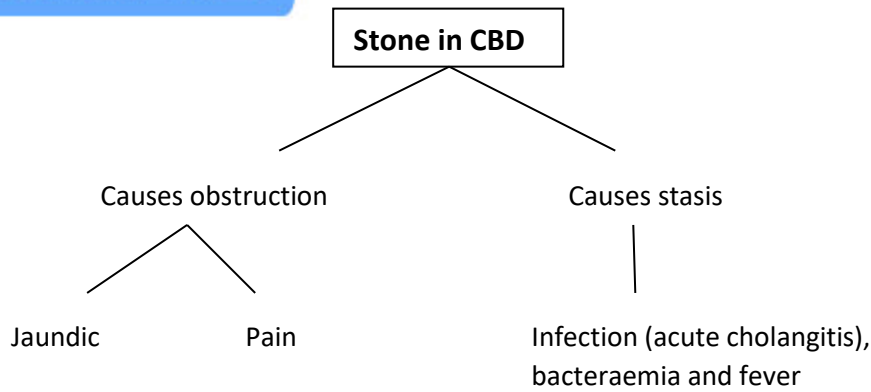 Stone in CBD
Causes obstruction
Causes stasis
Jaundic
Pain
Infection (acute cholangitis),
bacteraemia and fever